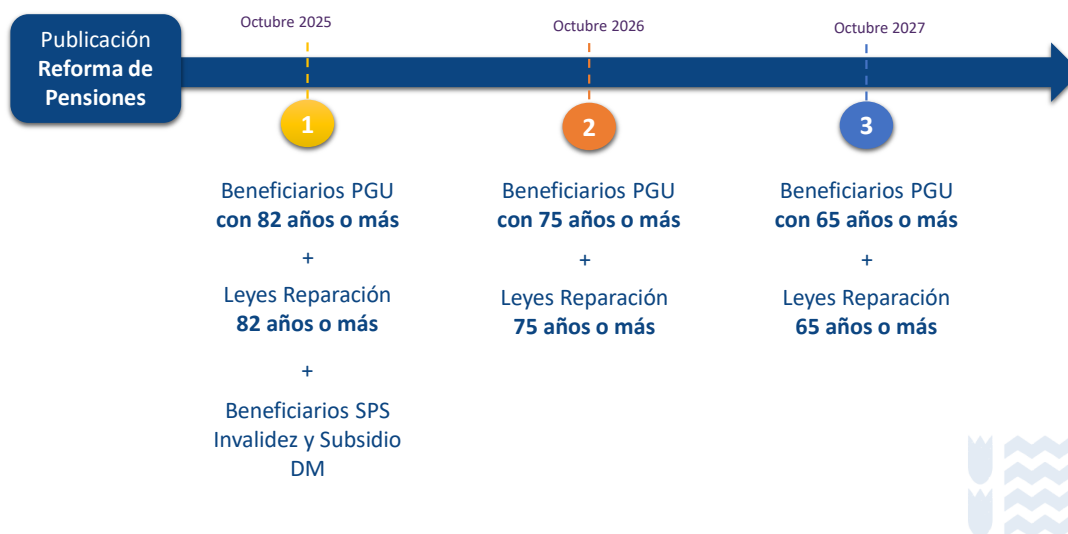 Publicación
Reforma de
Pensiones
Octubre 2025
Octubre 2026
Octubre 2027
1
2
3
Beneficiarios PGU
con 82 años o más
+
Leyes Reparación
82 años o más
+
Beneficiarios SPS
Invalidez y Subsidio
DM
Beneficiarios PGU
con 75 años o más
+
Leyes Reparación
75 años o más
Beneficiarios PGU
con 65 años o más
+
Leyes Reparación
65 años o más